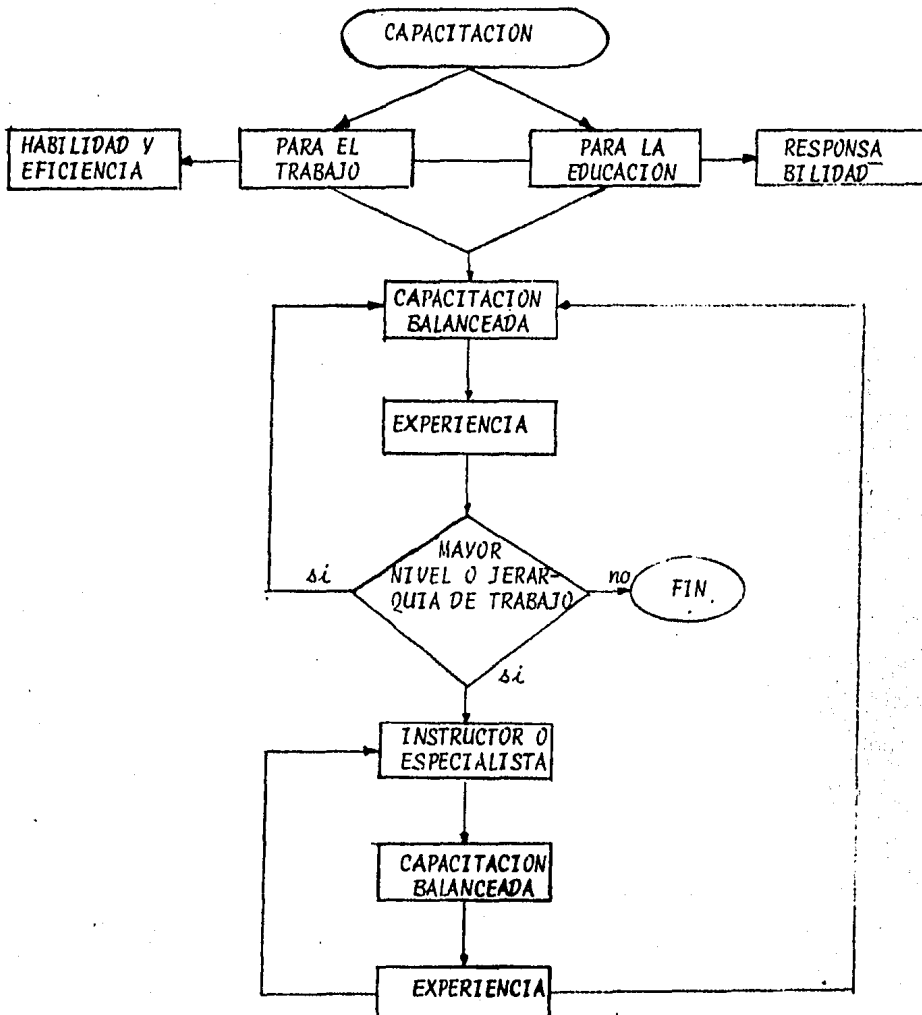 CAPACITACION
HABILIDAD Y
EFICIENCIA
PARA EL
TRABAJO
PARA LA
EDUCACION
RESPONSA
BILIDAD
CAPACITACION
BALANCEADA
EXPERIENCIA
MAYOR
NIVEL O JERAR-
QUIA DE TRABAJO
si
no
FIN
si
INSTRUCTOR O
ESPECIALISTA
CAPACITACION
BALANCEADA
EXPERIENCIA